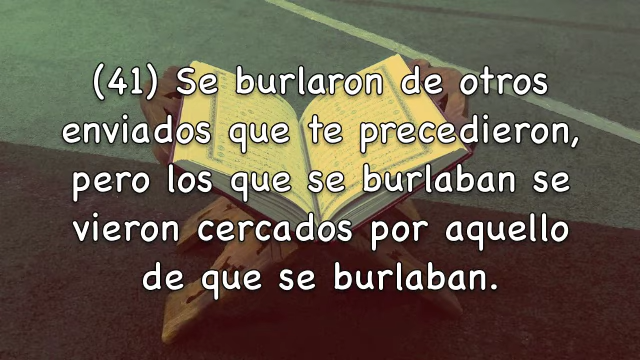 (41) Se burlaron de otros
enviados que te precedieron,
pero los que se burlaban se
vieron cercados por aquello
de que se burlaban.